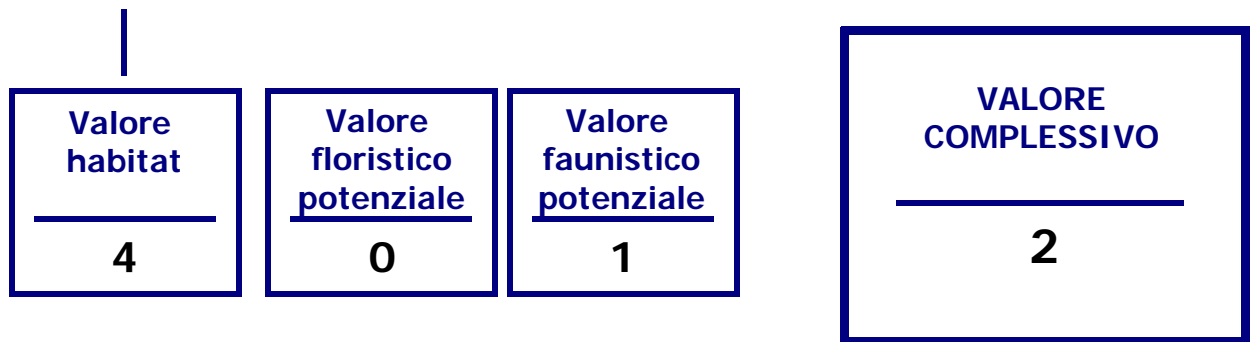 Valore
habitat
4
Valore
floristico
potenziale
0
Valore
faunistico
potenziale
1
VALORE
COMPLESSIVO
2